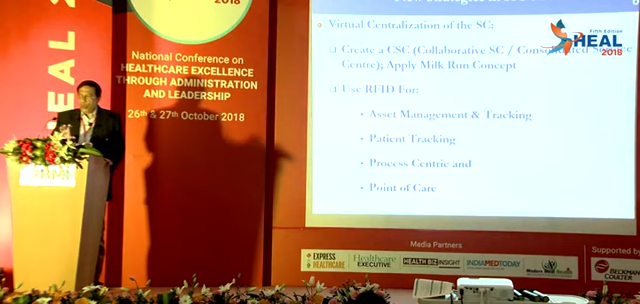 HEAL 2
2018
National Conference on
HEALTHCARE EXCELLENCE
THROUGH ADMINISTRATION
AND LEADERSHIP
26th & 27th October 2018
Virtual Centralization of the SC:
Create a CSC (Collaborative SC / Consolidated Service
Centre); Apply Milk Run Concept
Use RFID For:
• Asset Management & Tracking
• Patient Tracking
• Process Centric and
• Point of Care
Fifth Edition
HEAL
2018
Media Partners
EXPRESS
HEALTHCARE
Healthcare
EXECUTIVE
HEALTH BIZ INSIGHT
INDIAMEDTODAY
Modern
Supported by
BECKMAN
COULTER